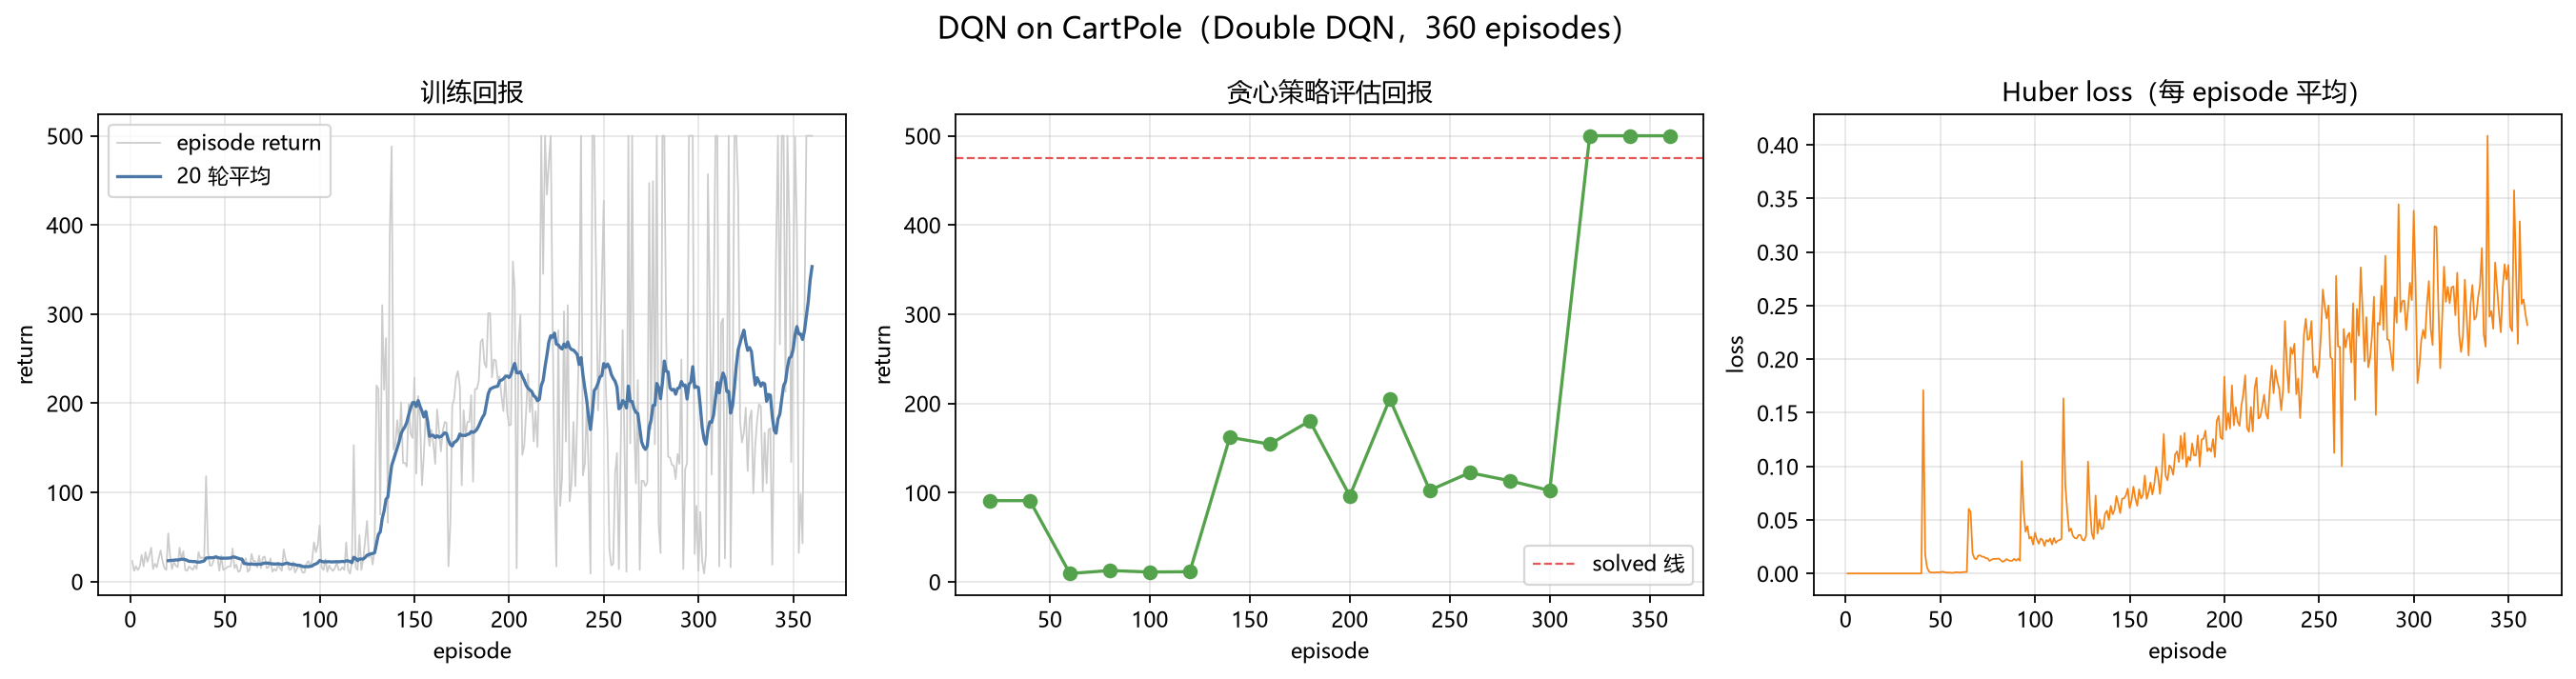 DQN on CartPole（Double DQN，360 episodes）
训练回报
500
400
300
200
100
0
return
episode return
20 轮平均
0 50 100 150 200 250 300 350
episode
贪心策略评估回报
500
400
300
200
100
0
return
solved 线
50 100 150 200 250 300 350
episode
Huber loss（每 episode 平均）
0.40
0.35
0.30
0.25
0.20
0.15
0.10
0.05
0.00
loss
0 50 100 150 200 250 300 350
episode